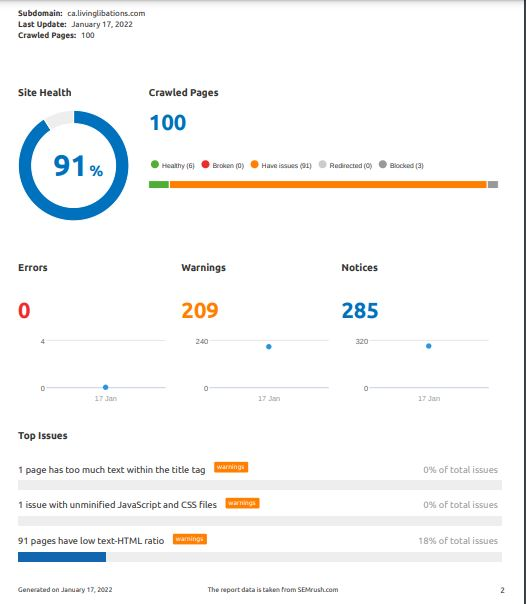 Subdomain: ca.livinglibations.com
Last Update: January 17, 2022
Crawled Pages: 100
Site Health
Crawled Pages
91%
100
Healthy (6) Broken (0) Have issues (91) Redirected (0) Blocked (3)
Errors Warnings Notices
0 209 285
4 240 320
0 0 0
17 Jan 17 Jan 17 Jan
Top Issues
1 page has too much text within the title tag warnings 0% of total issues
1 issue with unminified JavaScript and CSS files warnings 0% of total issues
91 pages have low text-HTML ratio warnings 18% of total issues
Generated on January 17, 2022 The report data is taken from SEMrush.com 2